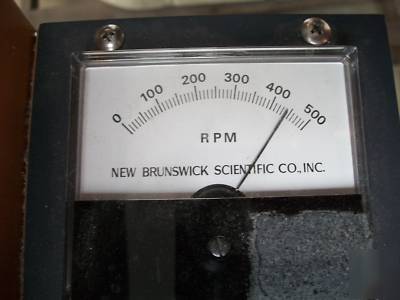 0 100 200 300 400 500
RPM
NEW BRUNSWICK SCIENTIFIC CO., INC.